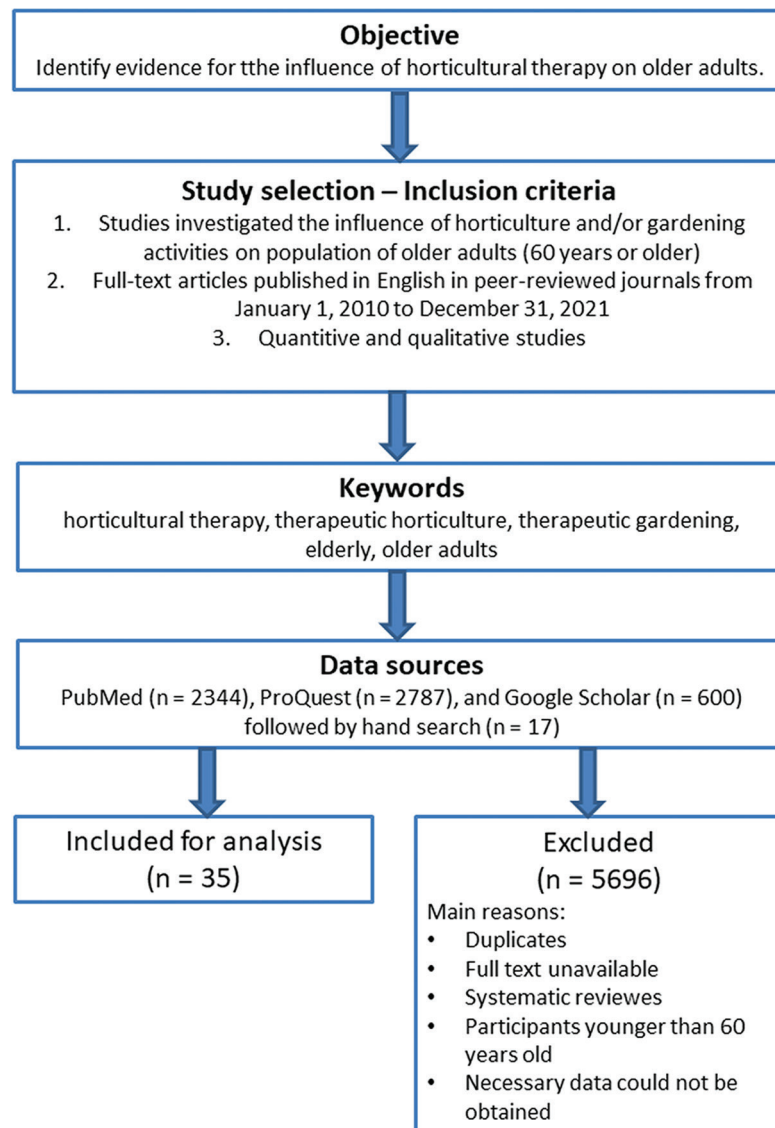 Objective
Identify evidence for tthe influence of horticultural therapy on older adults.
Study selection – Inclusion criteria
1. Studies investigated the influence of horticulture and/or gardening
activities on population of older adults (60 years or older)
2. Full-text articles published in English in peer-reviewed journals from
January 1, 2010 to December 31, 2021
3. Quantitive and qualitative studies
Keywords
horticultural therapy, therapeutic horticulture, therapeutic gardening,
elderly, older adults
Data sources
PubMed (n = 2344), ProQuest (n = 2787), and Google Scholar (n = 600)
followed by hand search (n = 17)
Included for analysis
(n = 35)
Excluded
(n = 5696)
Main reasons:
• Duplicates
• Full text unavailable
• Systematic reviewes
• Participants younger than 60
years old
• Necessary data could not be
obtained